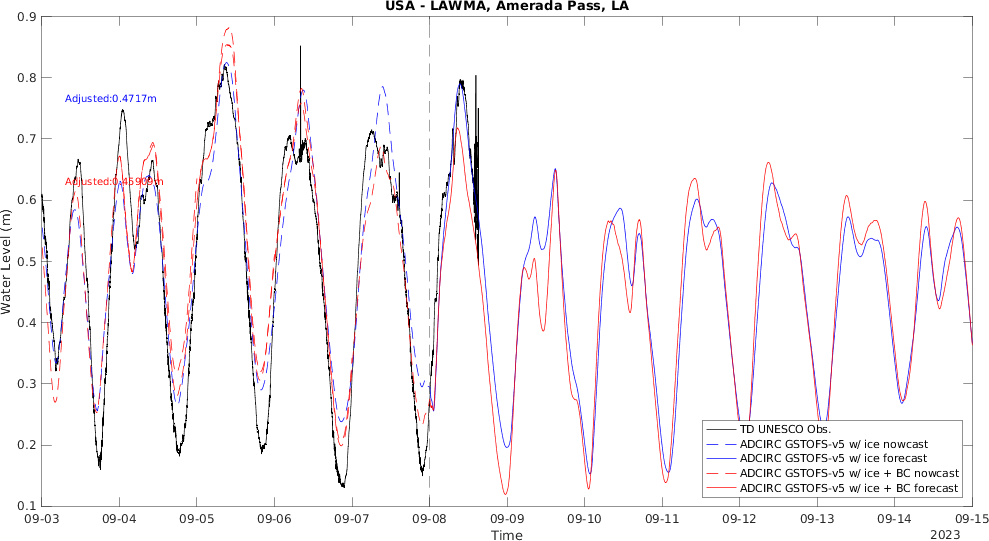 USA - LAWMA, Amerada Pass, LA
0.9
0.8
0.7
0.6
0.5
0.4
0.3
0.2
0.1
Water Level (m)
Adjusted:0.4717m
TD UNESCO Obs.
ADCIRC GSTOFS-v5 w/ ice nowcast
ADCIRC GSTOFS-v5 w/ ice forecast
ADCIRC GSTOFS-v5 w/ ice + BC nowcast
ADCIRC GSTOFS-v5 w/ ice + BC forecast
09-03 09-04 09-05 09-06 09-07 09-08 09-09 09-10 09-11 09-12 09-13 09-14 09-15
Time
2023